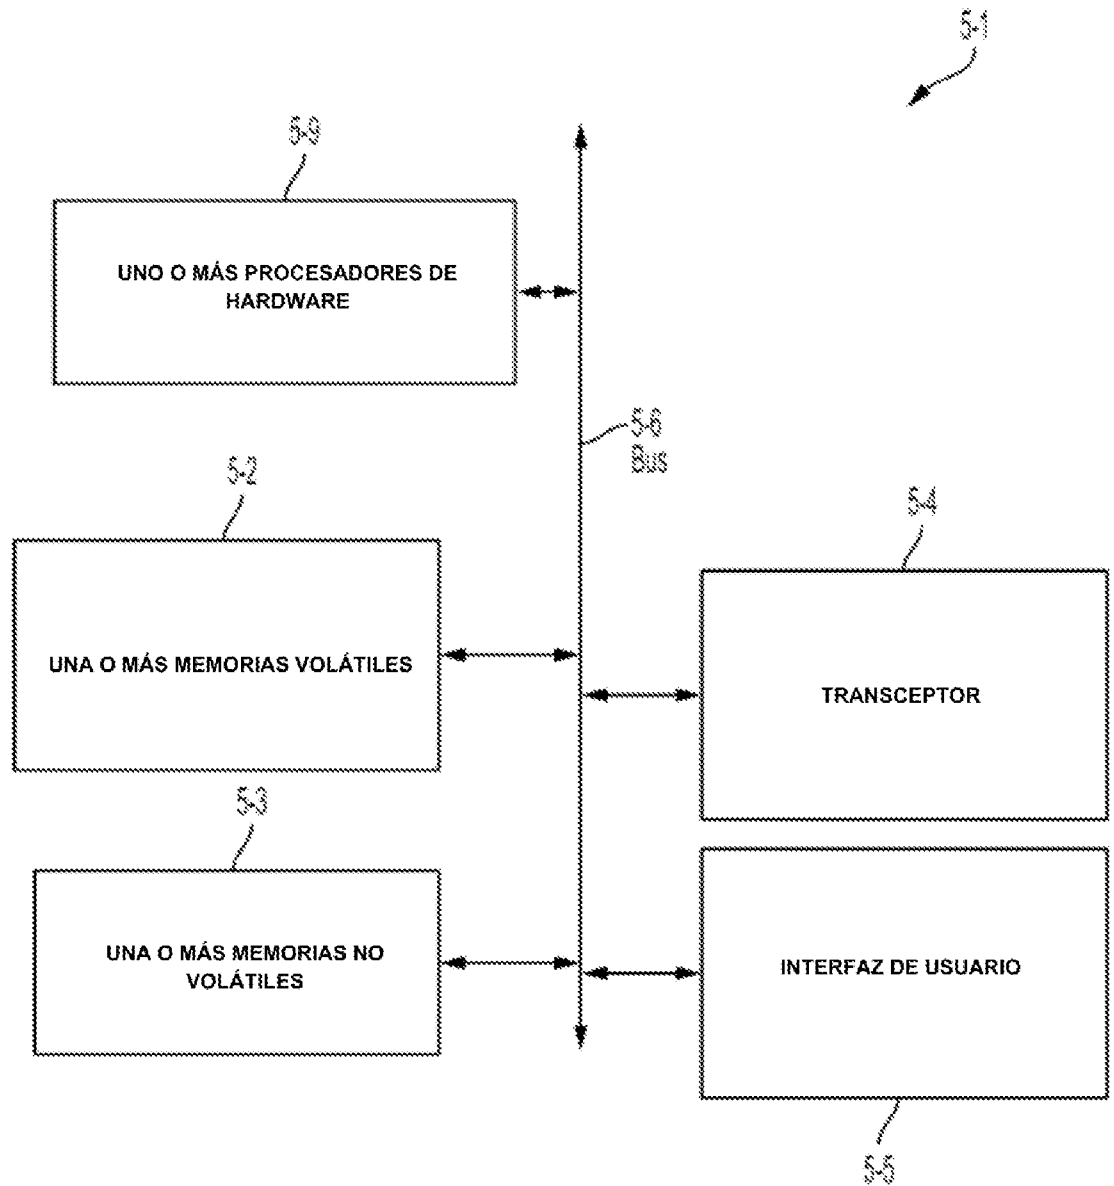 5-1
5-9
UNO O MÁS PROCESADORES DE
HARDWARE
5-6
Bus
5-2
UNA O MÁS MEMORIAS VOLÁTILES
5-4
TRANSCEPTOR
5-3
UNA O MÁS MEMORIAS NO
VOLÁTILES
INTERFAZ DE USUARIO
5-5